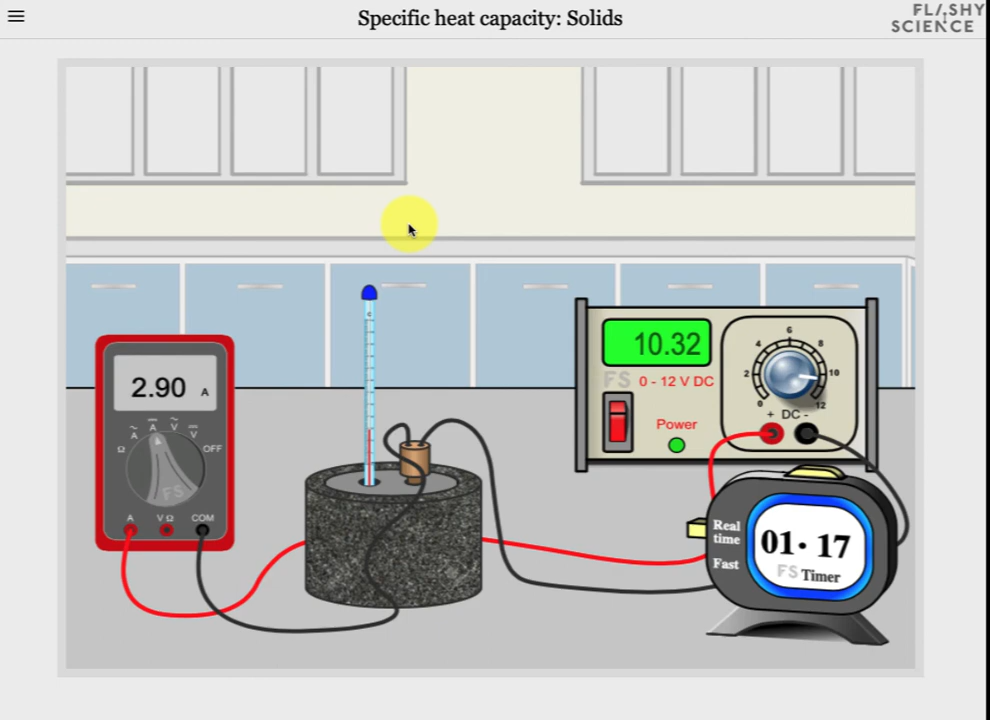 Specific heat capacity: Solids
FLASHY
SCIENCE
2.90 A
A A V V
Ω OFF
FS
A V Ω COM
c
10.32
FS 0 - 12 V DC
Power
0 2 4 6 8 10 12
+ DC -
Real
time
Fast
01· 17
FS Timer